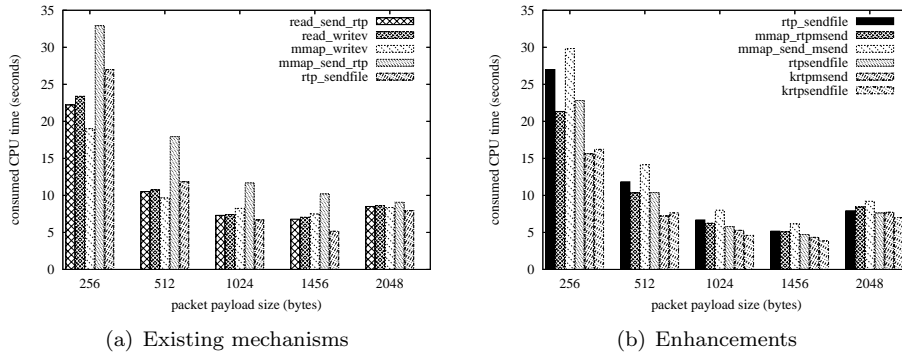 35
30
25
20
15
10
5
0
consumed CPU time (seconds)
read_send_rtp
read_writev
mmap_writev
mmap_send_rtp
rtp_sendfile
256 512 1024 1456 2048
packet payload size (bytes)
(a) Existing mechanisms
35
30
25
20
15
10
5
0
consumed CPU time (seconds)
rtp_sendfile
mmap_rtpmsend
mmap_send_msend
rtpsendfile
krtpmsend
krtpsendfile
256 512 1024 1456 2048
packet payload size (bytes)
(b) Enhancements